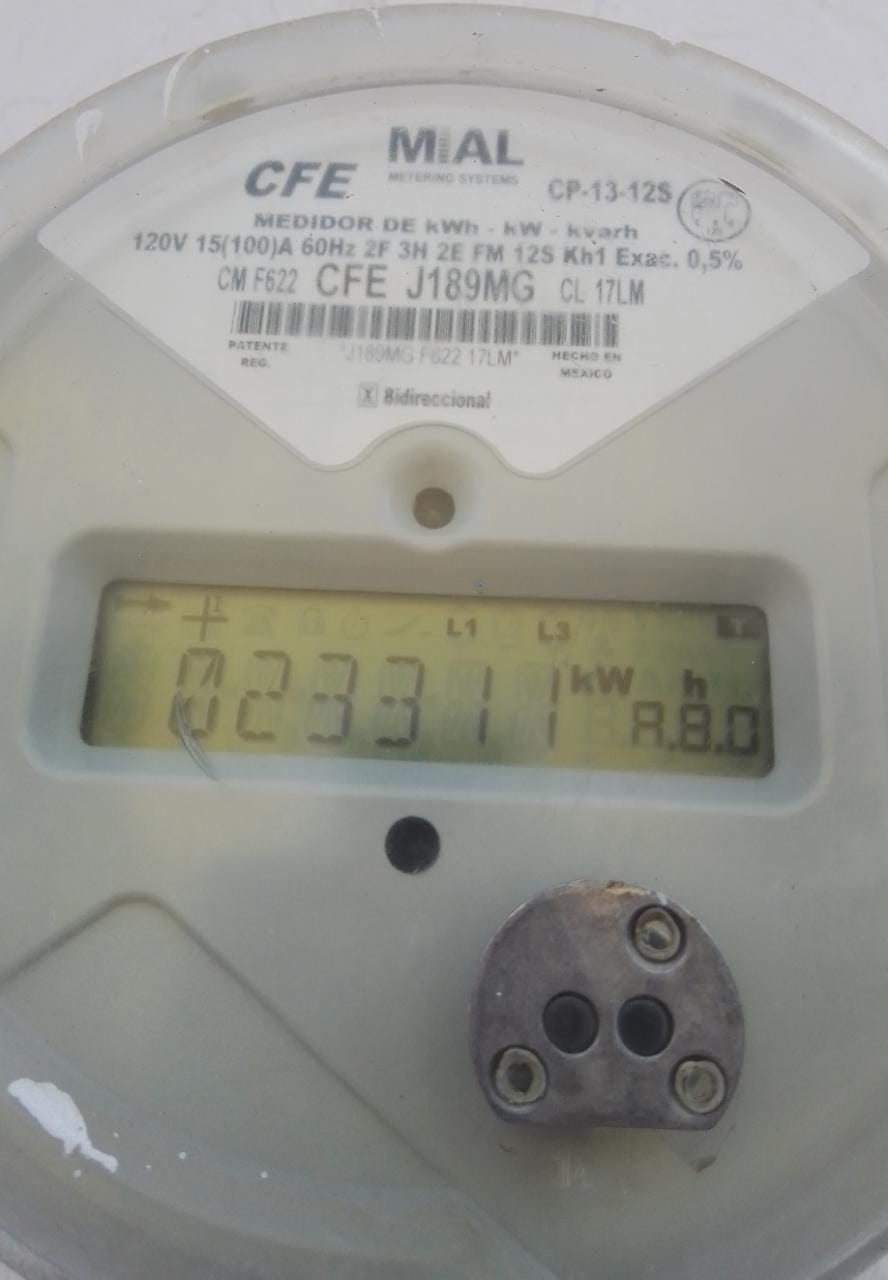 MIAL
METERING SYSTEMS
CFE
CP-13-12S
MEDIDOR DE kWh - kW - kvarh
120V 15(100)A 60Hz 2F 3H 2E FM 12S Kh1 Exac. 0,5%
CM F622 CFE J189MG CL 17LM
PATENTE REG.
*J189MG F622 17LM*
HECHO EN MEXICO
X Bidireccional
L1 L3 T
023311 kW h
A.8.0